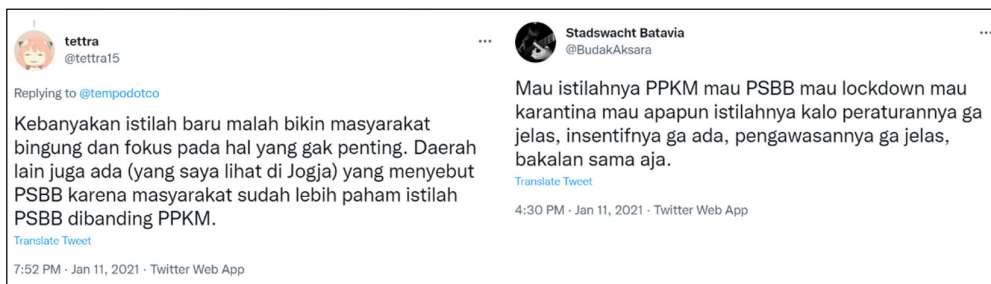 tettra
@tettra15
Replying to @tempodotco
Kebanyakan istilah baru malah bikin masyarakat
bingung dan fokus pada hal yang gak penting. Daerah
lain juga ada (yang saya lihat di Jogja) yang menyebut
PSBB karena masyarakat sudah lebih paham istilah
PSBB dibanding PPKM.
Translate Tweet
7:52 PM · Jan 11, 2021 · Twitter Web App
Stadswacht Batavia
@BudakAksara
Mau istilahnya PPKM mau PSBB mau lockdown mau
karantina mau apapun istilahnya kalo peraturannya ga
jelas, insentifnya ga ada, pengawasannya ga jelas,
bakalan sama aja.
Translate Tweet
4:30 PM · Jan 11, 2021 · Twitter Web App